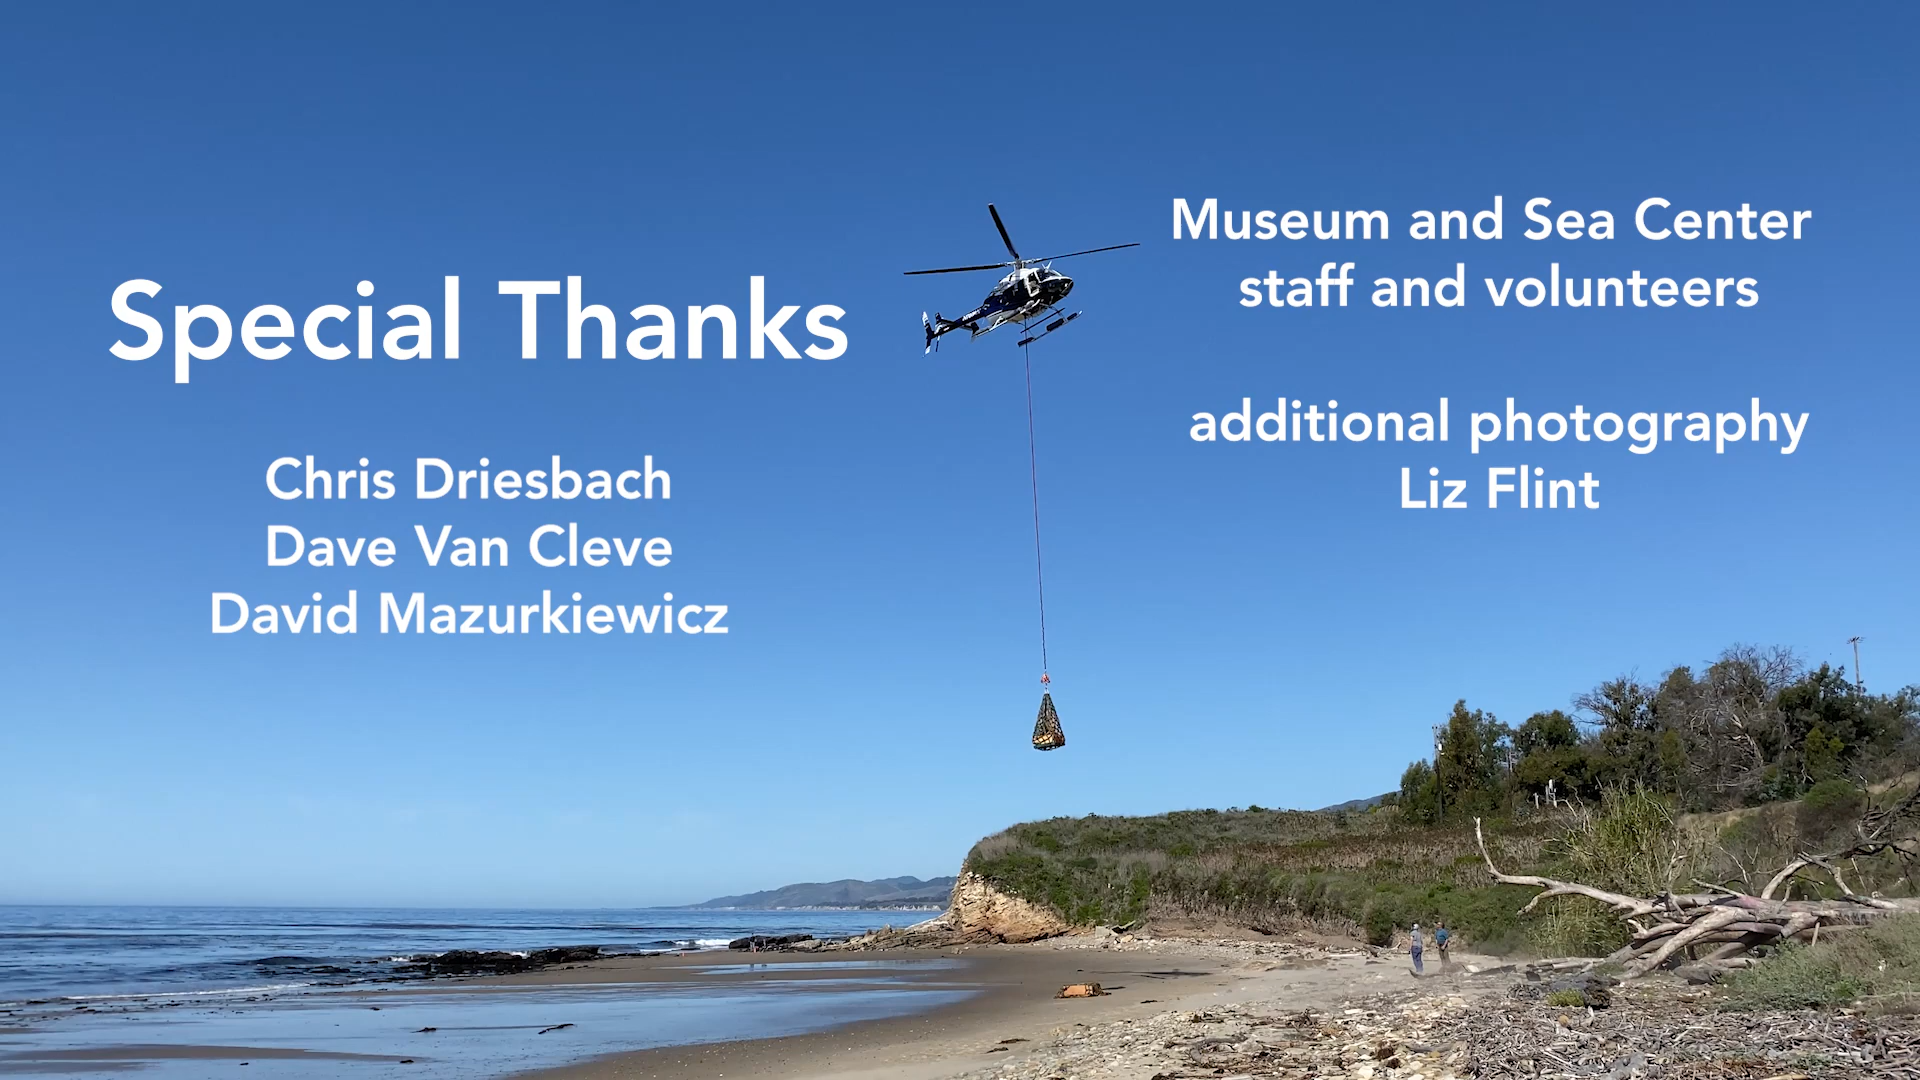 Special Thanks
Chris Driesbach
Dave Van Cleve
David Mazurkiewicz
Museum and Sea Center
staff and volunteers
additional photography
Liz Flint